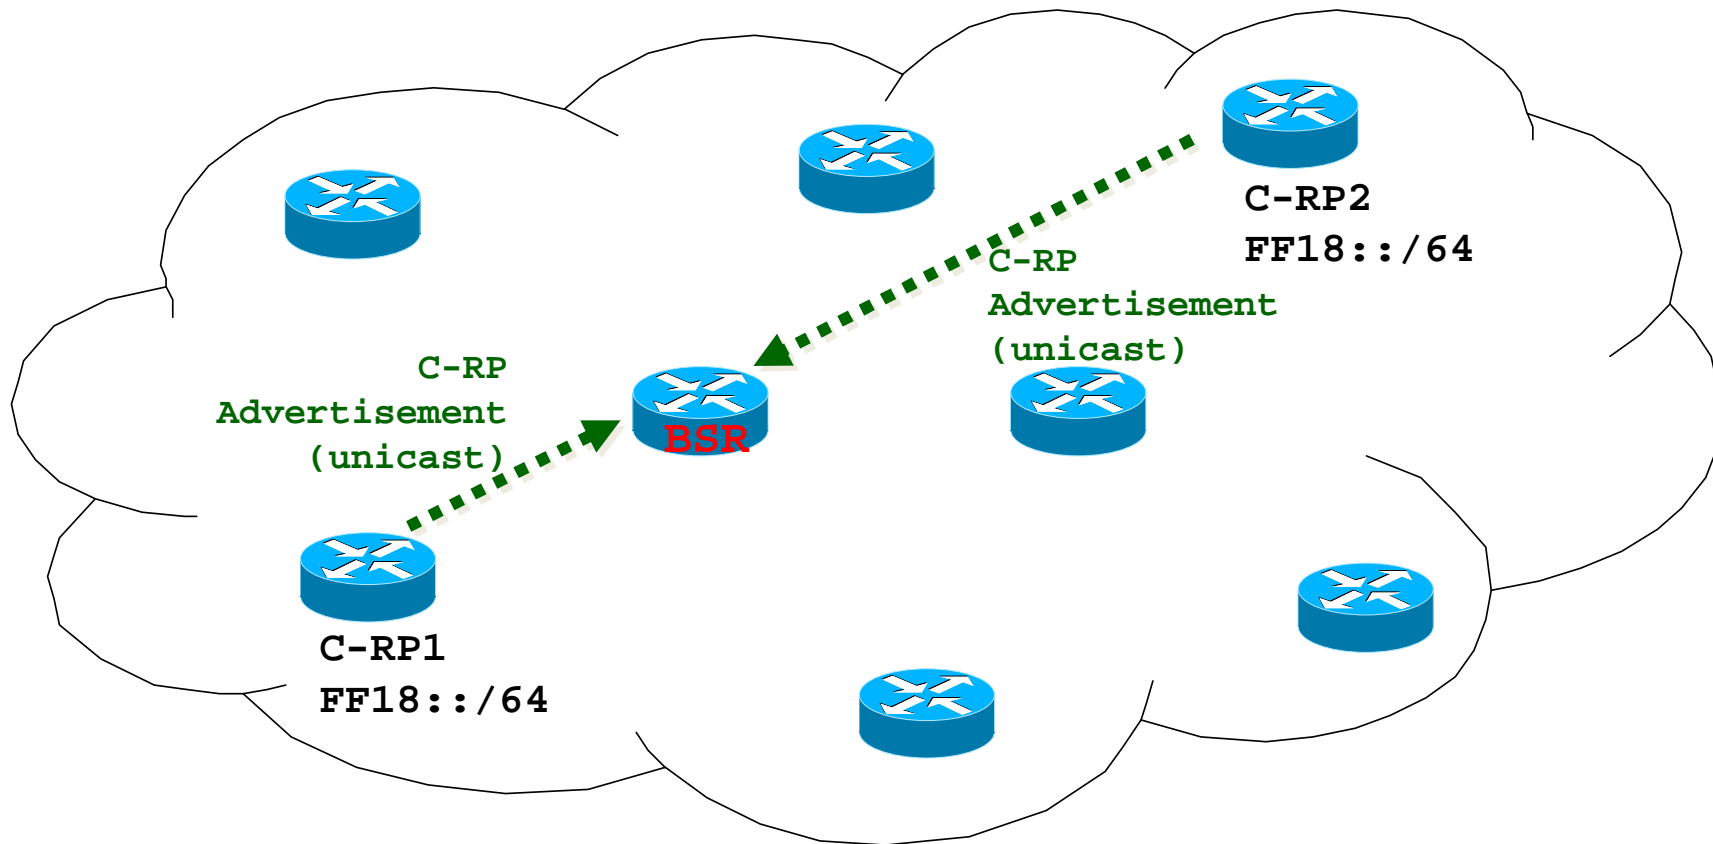 C-RP2
FF18::/64
C-RP
Advertisement
(unicast)
C-RP
Advertisement
(unicast)
BSR
C-RP1
FF18::/64